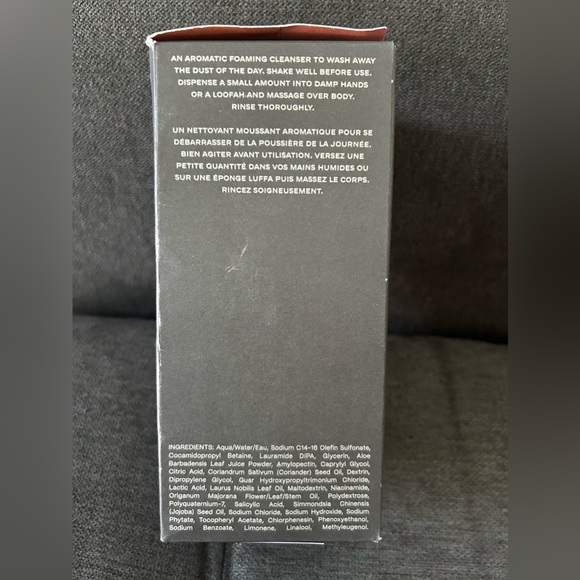 AN AROMATIC FOAMING CLEANSER TO WASH AWAY
THE DUST OF THE DAY. SHAKE WELL BEFORE USE.
DISPENSE A SMALL AMOUNT INTO DAMP HANDS
OR A LOOFAH AND MASSAGE OVER BODY.
RINSE THOROUGHLY.
UN NETTOYANT MOUSSANT AROMATIQUE POUR SE
DÉBARRASSER DE LA POUSSIÈRE DE LA JOURNÉE.
BIEN AGITER AVANT UTILISATION. VERSEZ UNE
PETITE QUANTITÉ DANS VOS MAINS HUMIDES OU
SUR UNE ÉPONGE LUFFA PUIS MASSEZ LE CORPS.
RINCEZ SOIGNEUSEMENT.
INGREDIENTS: Aqua/Water/Eau, Sodium C14-16 Olefin Sulfonate,
Cocamidopropyl Betaine, Lauramide DIPA, Glycerin, Aloe
Barbadensis Leaf Juice Powder, Amylopectin, Caprylyl Glycol,
Citric Acid, Coriandrum Sativum (Coriander) Seed Oil, Dextrin,
Dipropylene Glycol, Guar Hydroxypropyltrimonium Chloride,
Lactic Acid, Laurus Nobilis Leaf Oil, Maltodextrin, Niacinamide,
Origanum Majorana Flower/Leaf/Stem Oil, Polydextrose,
Polyquaternium-7, Salicylic Acid, Simmondsia Chinensis
(Jojoba) Seed Oil, Sodium Chloride, Sodium Hydroxide, Sodium
Phytate, Tocopheryl Acetate, Chlorphenesin, Phenoxyethanol,
Sodium Benzoate, Limonene, Linalool, Methyleugenol.